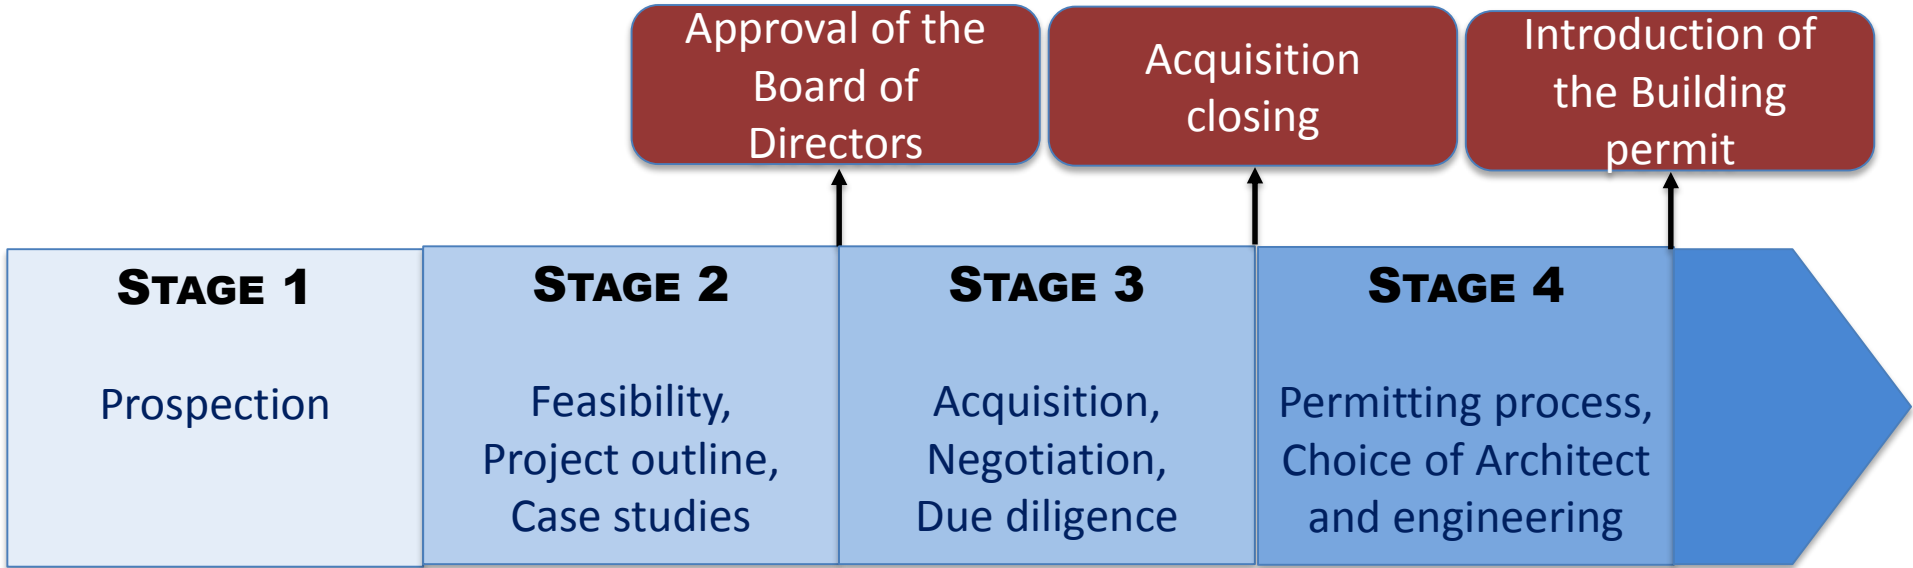 Approval of the
Board of
Directors
Acquisition
closing
Introduction of
the Building
permit
STAGE 1
Prospection
STAGE 2
Feasibility,
Project outline,
Case studies
STAGE 3
Acquisition,
Negotiation,
Due diligence
STAGE 4
Permitting process,
Choice of Architect
and engineering